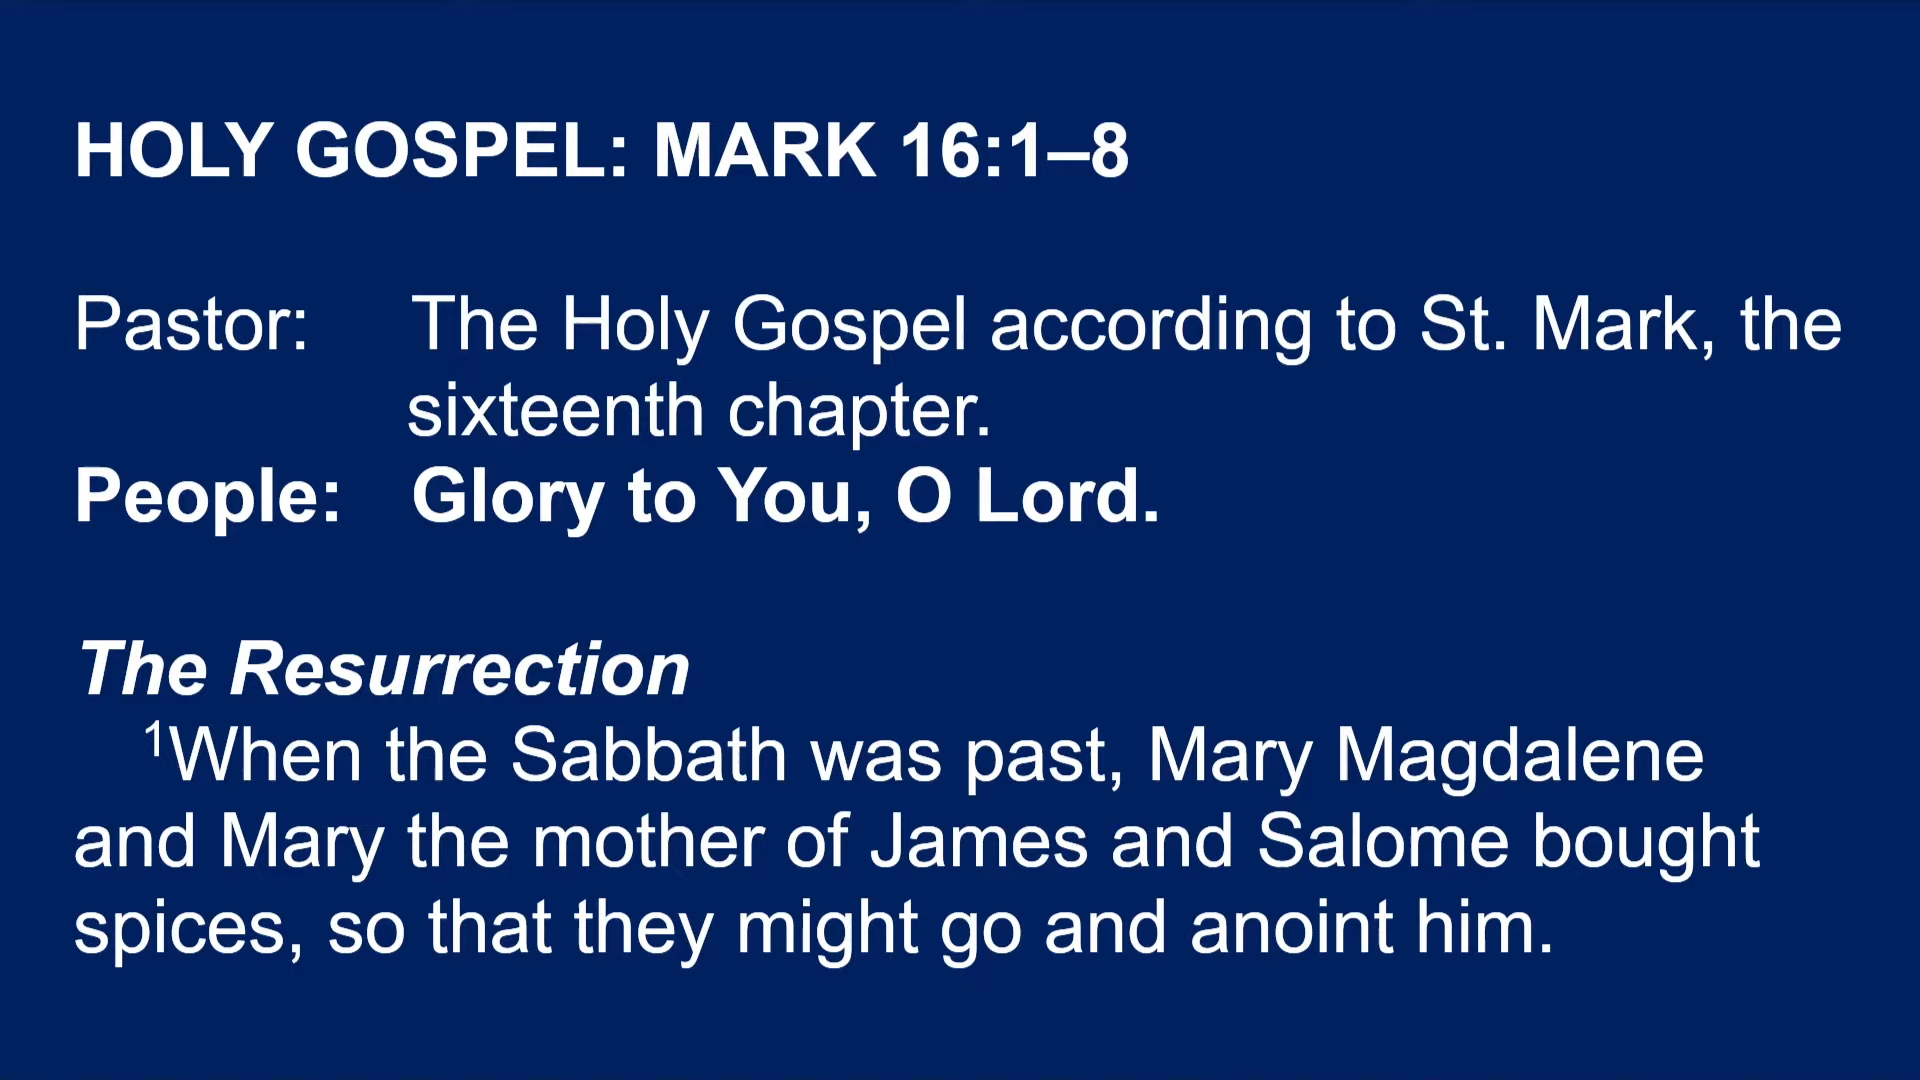 HOLY GOSPEL: MARK 16:1–8
Pastor: The Holy Gospel according to St. Mark, the
sixteenth chapter.
People: Glory to You, O Lord.
The Resurrection
1When the Sabbath was past, Mary Magdalene
and Mary the mother of James and Salome bought
spices, so that they might go and anoint him.